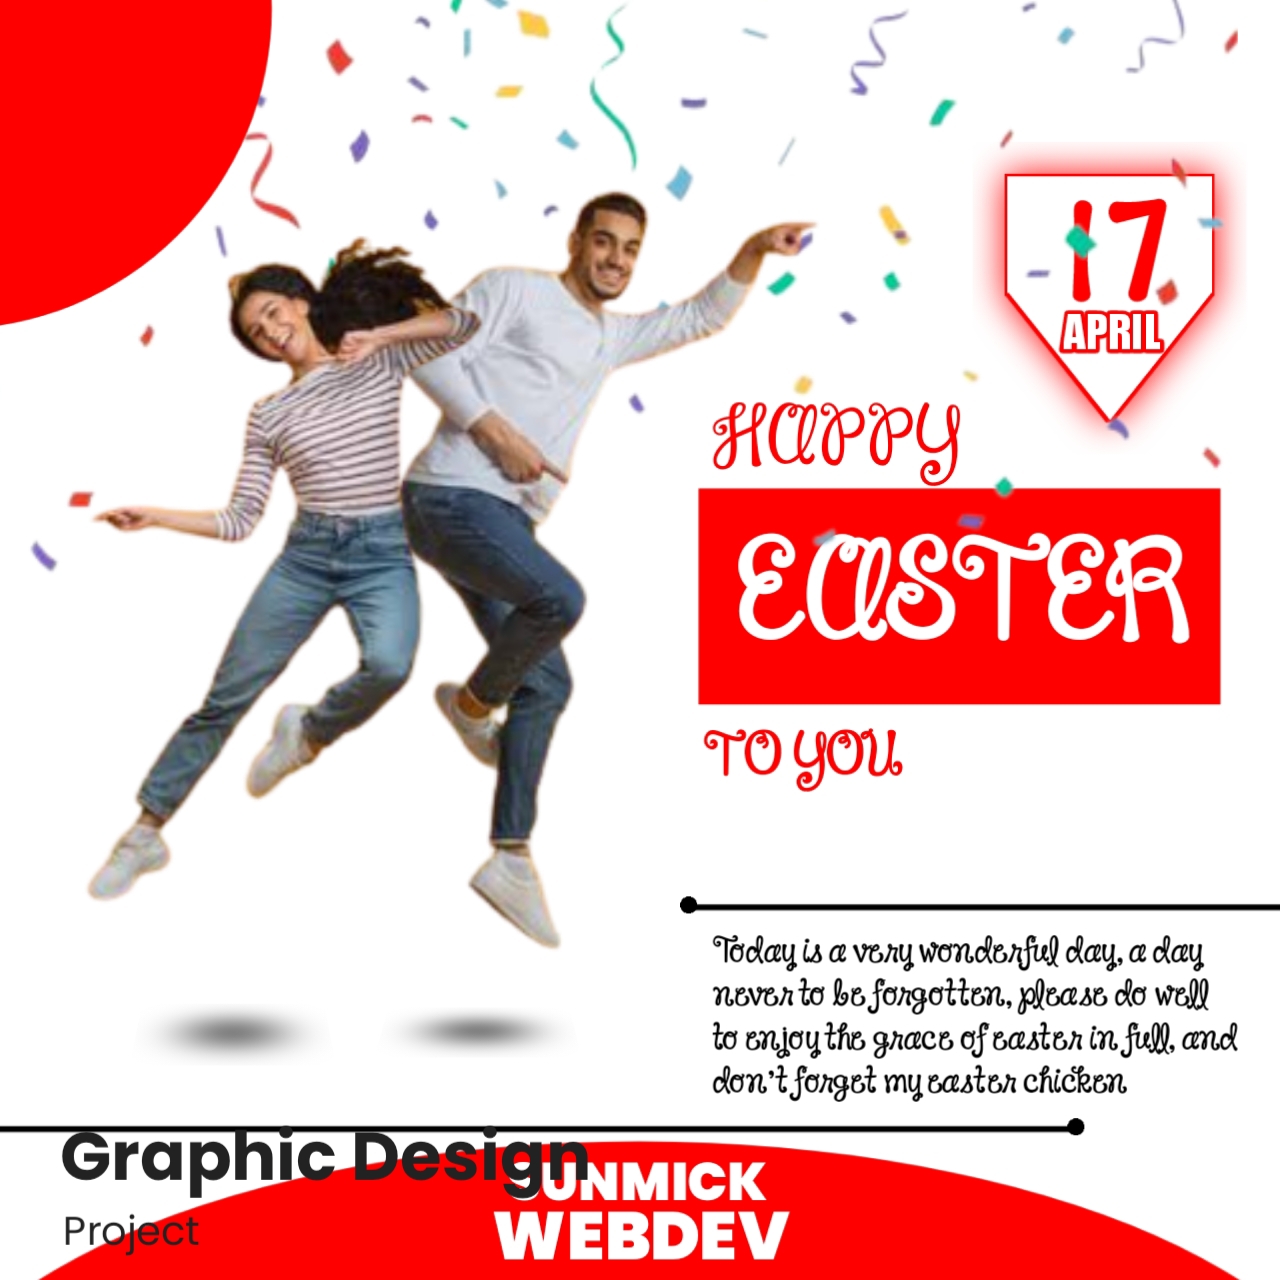 17
APRIL
HAPPY
EASTER
TO YOU
Today is a very wonderful day, a day
never to be forgotten, please do well
to enjoy the grace of easter in full, and
don't forget my easter chicken
Graphic Design
Project
SUNMICK
WEBDEV